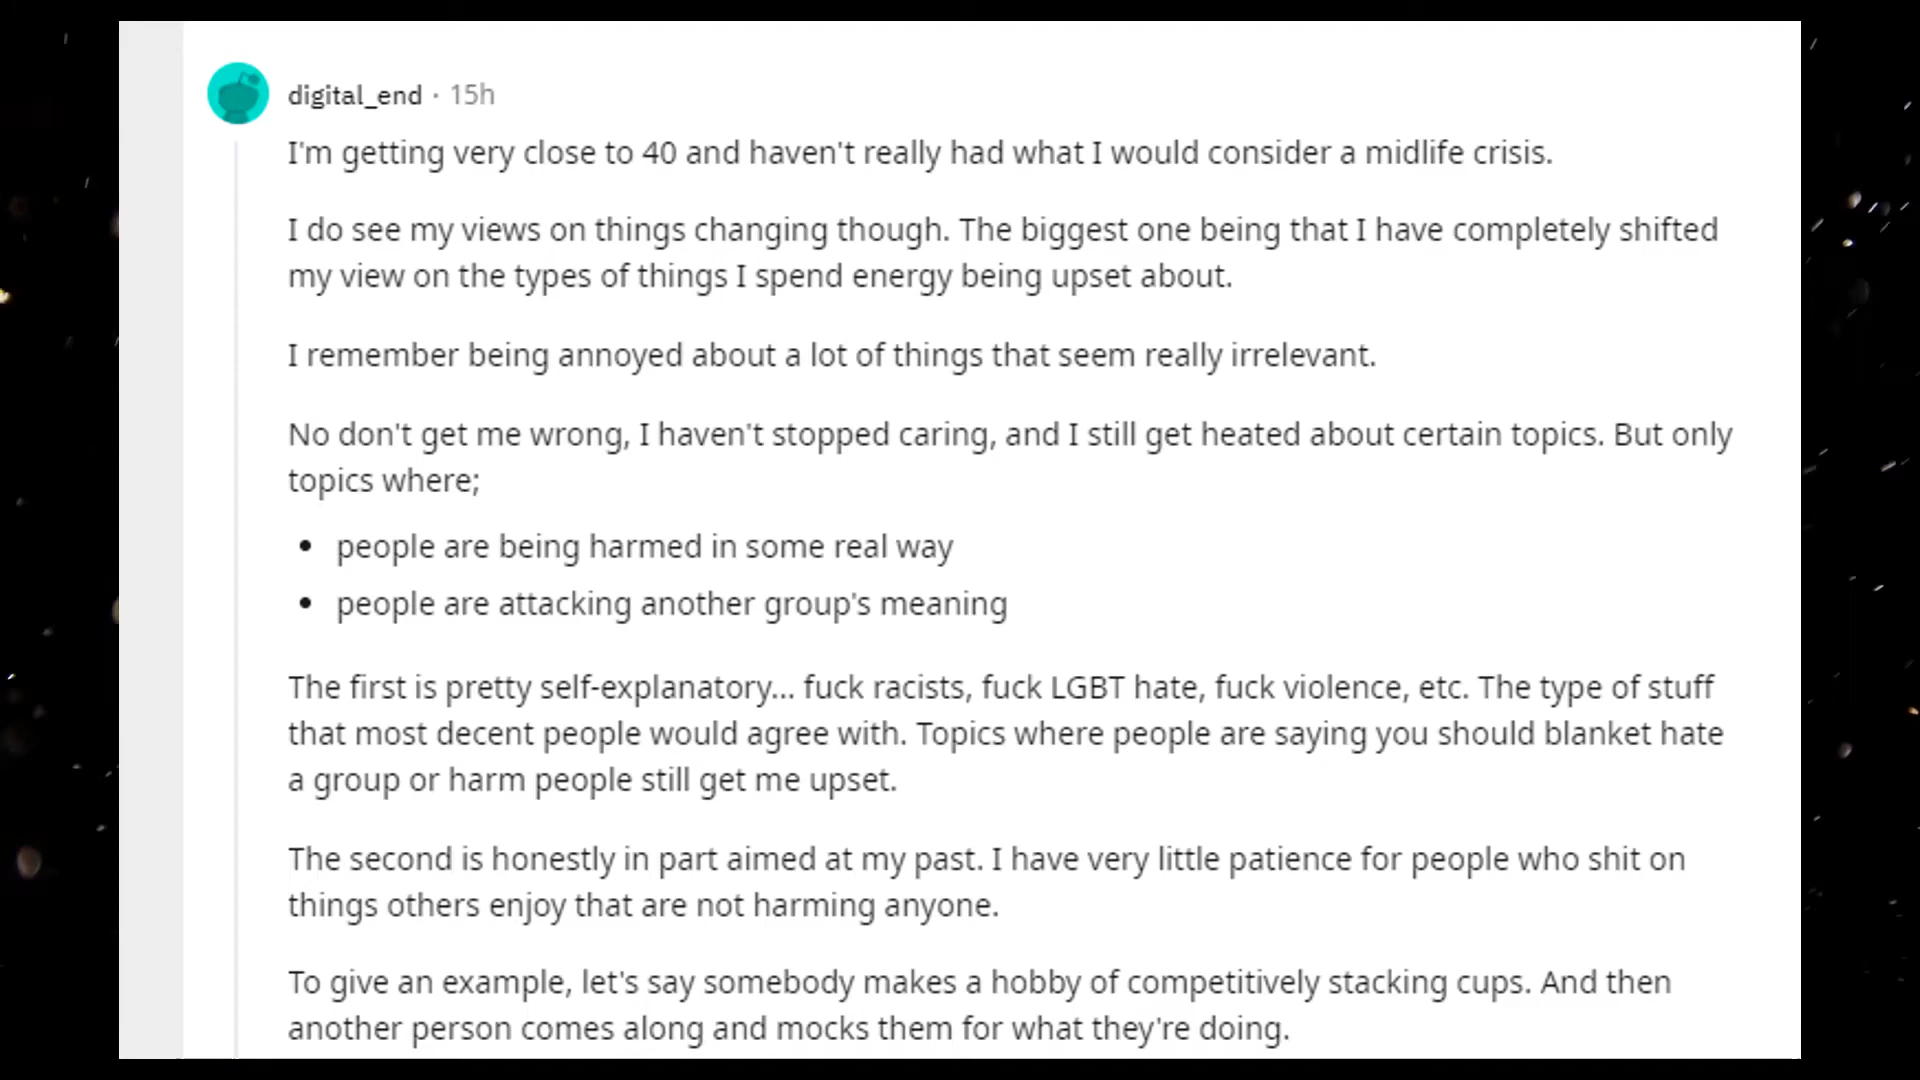 digital_end · 15h
I'm getting very close to 40 and haven't really had what I would consider a midlife crisis.
I do see my views on things changing though. The biggest one being that I have completely shifted
my view on the types of things I spend energy being upset about.
I remember being annoyed about a lot of things that seem really irrelevant.
No don't get me wrong, I haven't stopped caring, and I still get heated about certain topics. But only
topics where;
• people are being harmed in some real way
• people are attacking another group's meaning
The first is pretty self-explanatory... fuck racists, fuck LGBT hate, fuck violence, etc. The type of stuff
that most decent people would agree with. Topics where people are saying you should blanket hate
a group or harm people still get me upset.
The second is honestly in part aimed at my past. I have very little patience for people who shit on
things others enjoy that are not harming anyone.
To give an example, let's say somebody makes a hobby of competitively stacking cups. And then
another person comes along and mocks them for what they're doing.